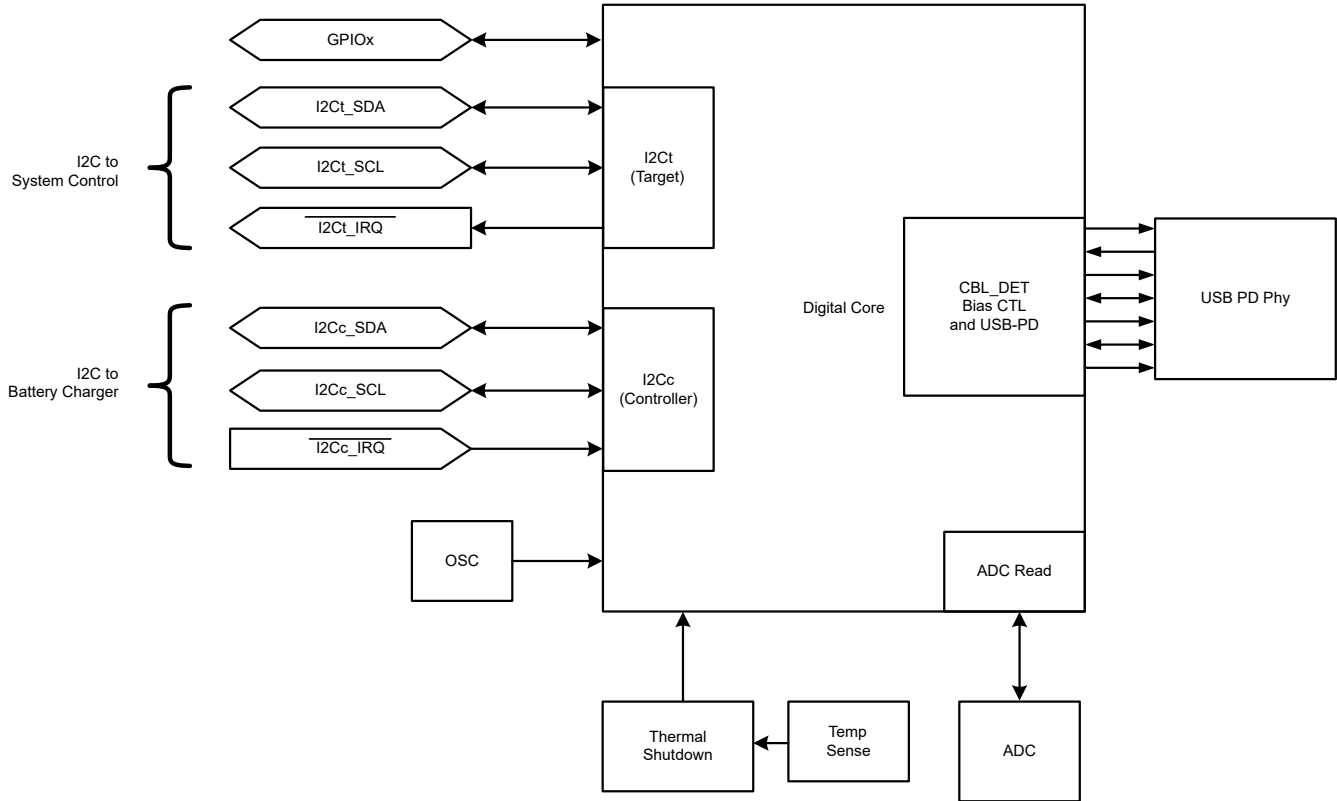 GPIOx
I2C to
System Control
I2Ct_SDA
I2Ct_SCL
I2Ct_IRQ
I2Ct
(Target)
I2C to
Battery Charger
I2Cc_SDA
I2Cc_SCL
I2Cc_IRQ
I2Cc
(Controller)
Digital Core
CBL_DET
Bias CTL
and USB-PD
USB PD Phy
OSC
ADC Read
Thermal
Shutdown
Temp
Sense
ADC